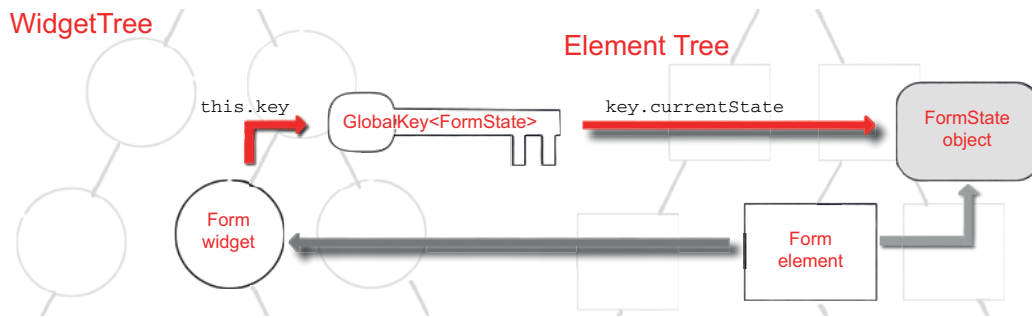 WidgetTree
Element Tree
this.key
GlobalKey<FormState>
key.currentState
FormState
object
Form
widget
Form
element